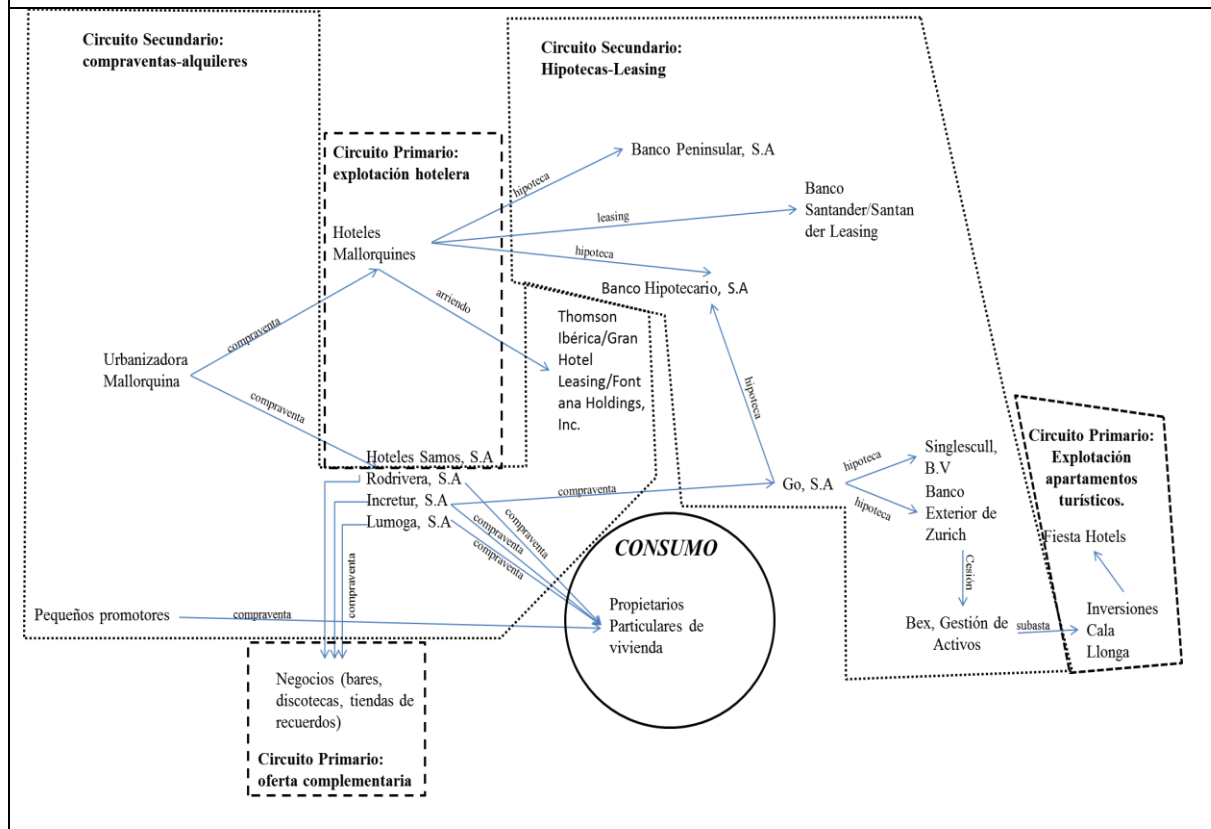 Circuito Secundario:
compraventas-alquileres
Circuito Secundario:
Hipotecas-Leasing
Circuito Primario:
explotación hotelera
Banco Peninsular, S.A
hipoteca
Banco
Santander/Santan
der Leasing
leasing
Hoteles
Mallorquines
hipoteca
Banco Hipotecario, S.A
arriendo
Thomson
Ibérica/Gran
Hotel
Leasing/Font
ana Holdings,
Inc.
compraventa
Urbanizadora
Mallorquina
compraventa
hipoteca
Circuito Primario:
Explotación
apartamentos
turísticos.
Hoteles Samos, S.A
Rodrivera, S.A
Incretur, S.A
Lumoga, S.A
compraventa
Go, S.A
hipoteca
hipoteca
Singlescull,
B.V
Banco
Exterior de
Zurich
compraventa
compraventa
compraventa
compraventa
CONSUMO
Fiesta Hotels
Cesión
Pequeños promotores
compraventa
Propietarios
Particulares de
vivienda
Bex, Gestión de
Activos
subasta
Inversiones
Cala
Llonga
Negocios (bares,
discotecas, tiendas de
recuerdos)
Circuito Primario:
oferta complementaria